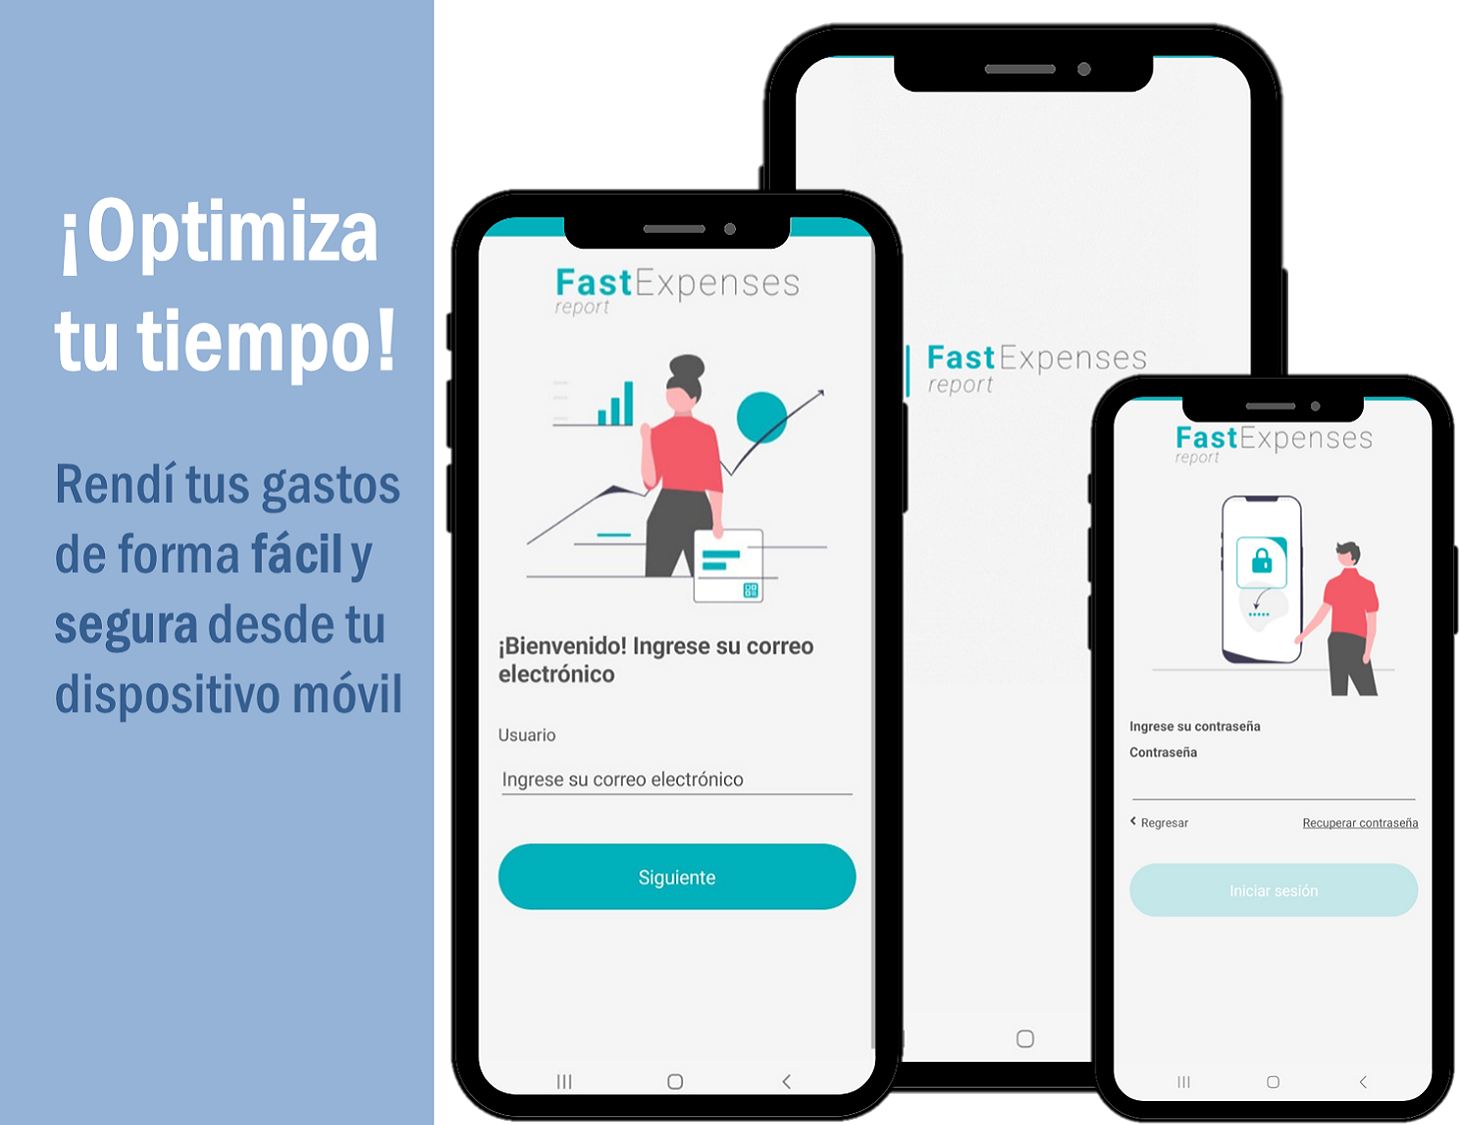 ¡Optimiza
tu tiempo!
Rendí tus gastos
de forma fácil y
segura desde tu
dispositivo móvil
FastExpenses
report
¡Bienvenido! Ingrese su correo
electrónico
Usuario
Ingrese su correo electrónico
Siguiente
FastExpenses
report
FastExpenses
report
Ingrese su contraseña
Contraseña
Regresar
Recuperar contraseña
Iniciar sesión